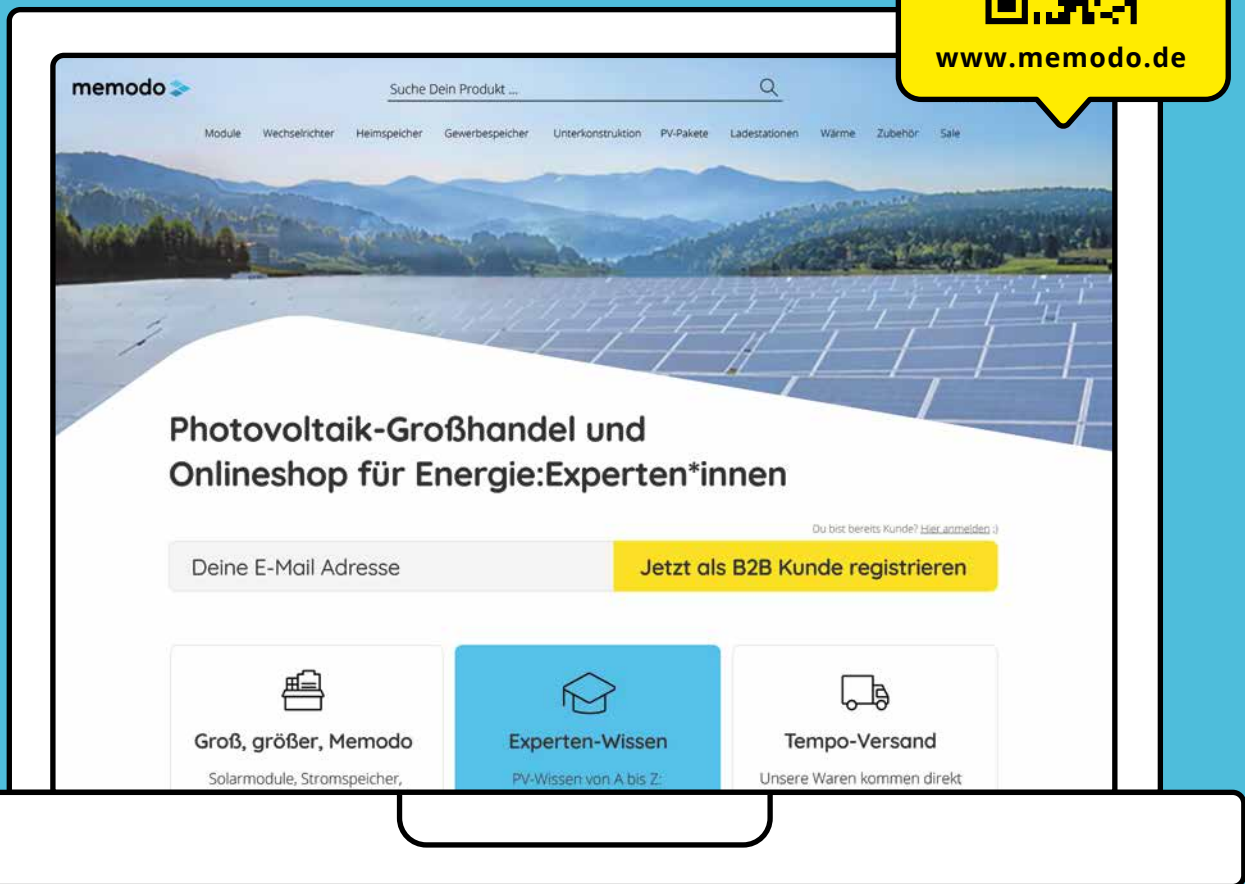 www.memodo.de
memodo
Suche Dein Produkt ...
Module Wechselrichter Heimspeicher Gewerbespeicher Unterkonstruktion PV-Pakete Ladestationen Wärme Zubehör Sale
Photovoltaik-Großhandel und
Onlineshop für Energie:Experten*innen
Du bist bereits Kunde? Hier anmelden :)
Deine E-Mail Adresse
Jetzt als B2B Kunde registrieren
Groß, größer, Memodo
Solarmodule, Stromspeicher,
Experten-Wissen
PV-Wissen von A bis Z:
Tempo-Versand
Unsere Waren kommen direkt